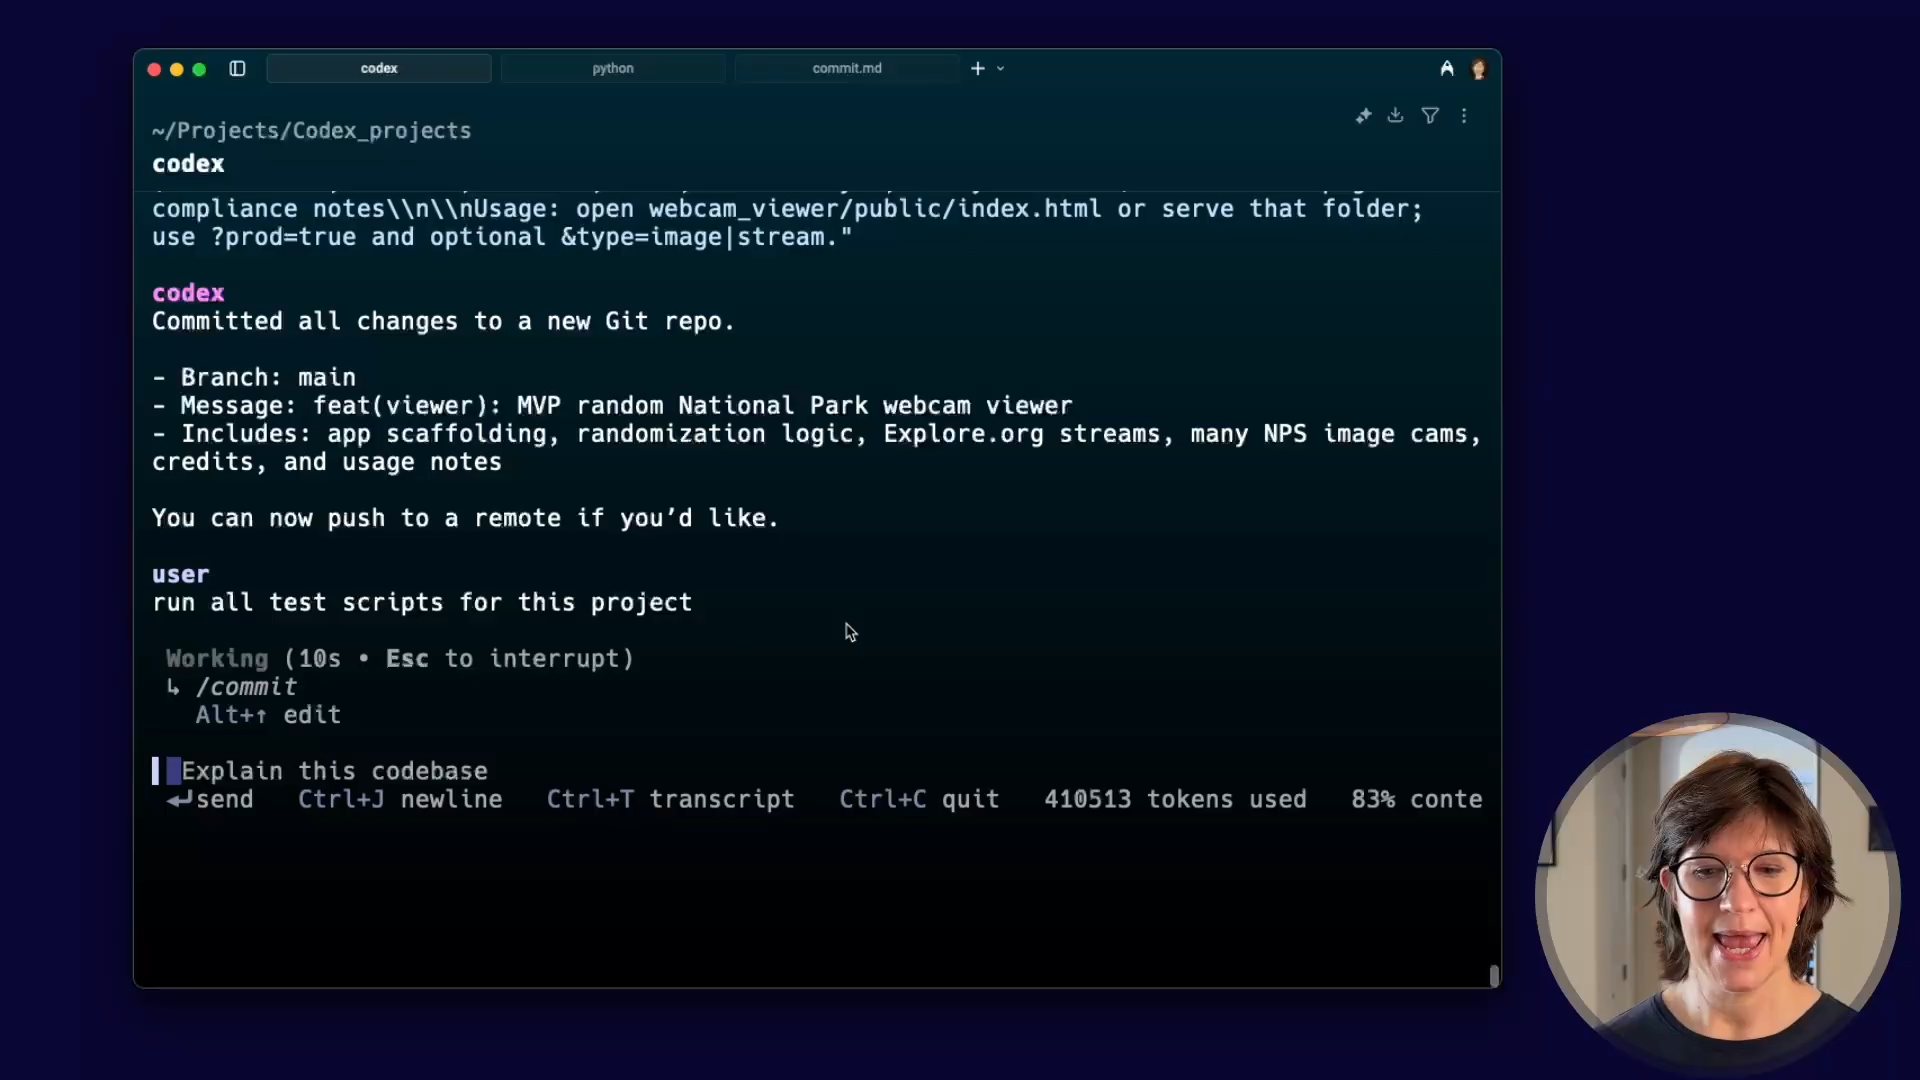 codex
python
commit.md
~/Projects/Codex_projects
codex
compliance notes\\n\\nUsage: open webcam_viewer/public/index.html or serve that folder;
use ?prod=true and optional &type=image|stream."
codex
Committed all changes to a new Git repo.
- Branch: main
- Message: feat(viewer): MVP random National Park webcam viewer
- Includes: app scaffolding, randomization logic, Explore.org streams, many NPS image cams,
credits, and usage notes
You can now push to a remote if you’d like.
user
run all test scripts for this project
Working (10s • Esc to interrupt)
↳ /commit
Alt+↑ edit
Explain this codebase
⏎send Ctrl+J newline Ctrl+T transcript Ctrl+C quit 410513 tokens used 83% conte